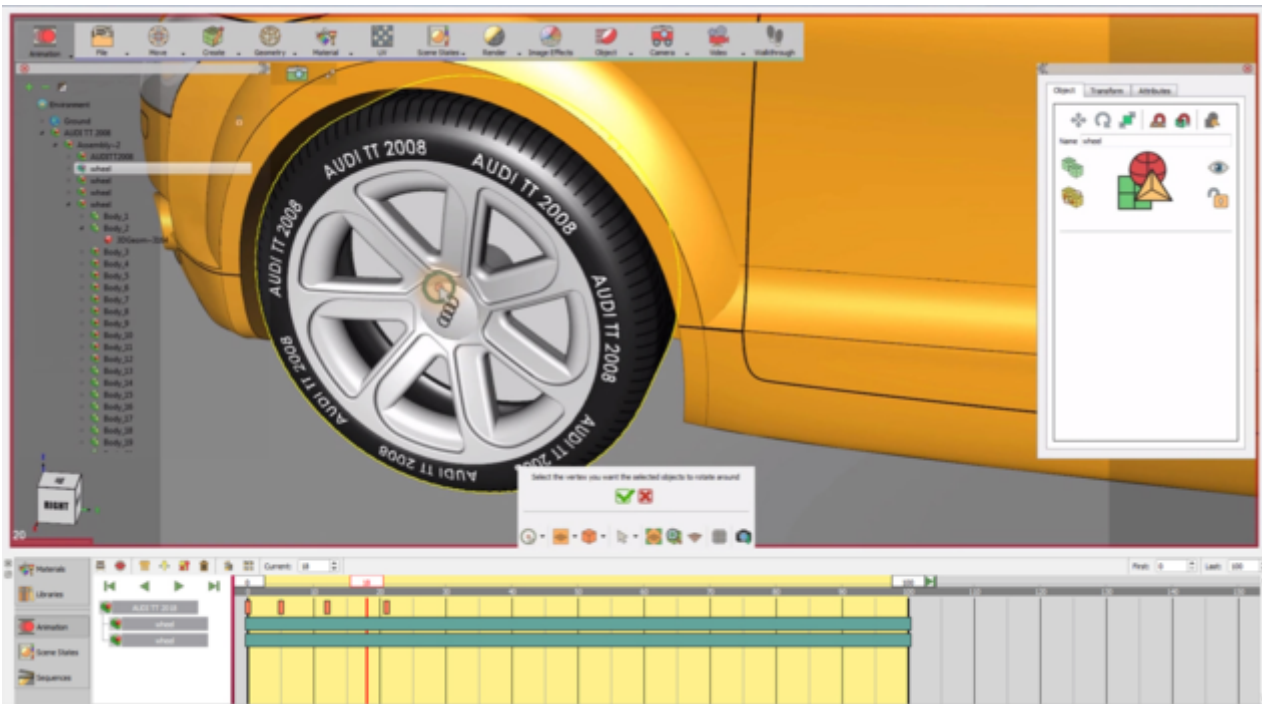 Animation File Move Create Geometry Material UV Scene States Render Image Effects Object Camera Video Walkthrough
Environment
Ground
AUDI TT 2008
Assembly~2
AUDITT2008
wheel
wheel
wheel
wheel
Body_1
Body_2
Body_3
Body_4
Body_5
Body_6
Body_7
Body_8
Body_9
Body_10
Body_11
Body_12
Body_13
Body_14
Body_15
Body_16
Body_17
Body_18
Body_19
AUDI TT 2008
AUDI TT 2008
AUDI TT 2008
AUDI TT 2008
AUDI TT 2008
AUDI TT 2008
AUDI TT 2008
AUDI TT 2008
Object Transform Attributes
Name wheel
RIGHT
20
Select the vertex you want the selected objects to rotate around
Materials
Libraries
Animation
Scene States
Sequences
Current: 18
First: 0 Last: 100
0 18 100
AUDI TT 2018
wheel
wheel